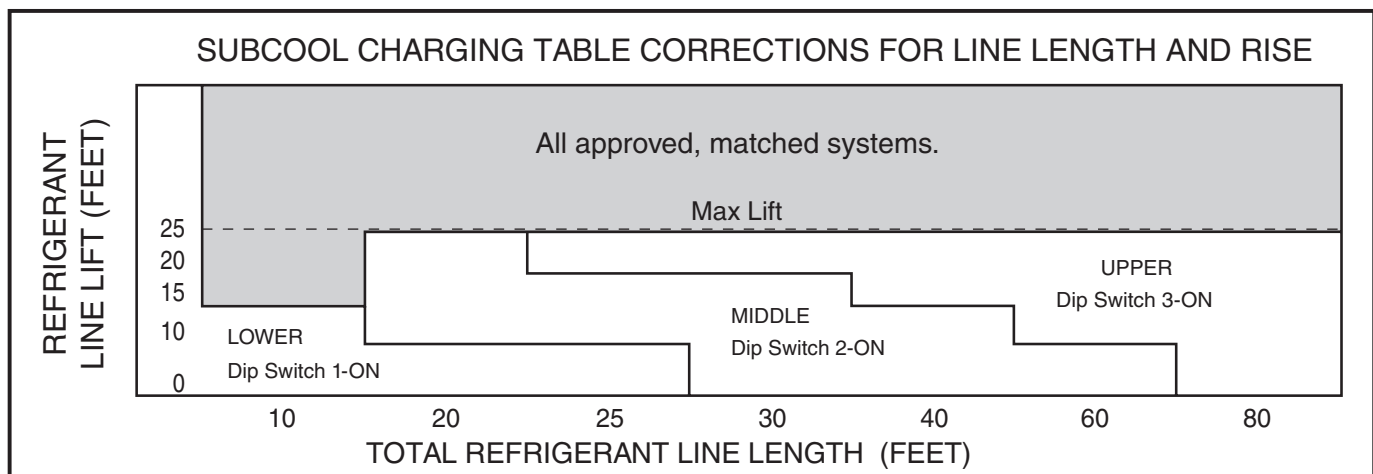 SUBCOOL CHARGING TABLE CORRECTIONS FOR LINE LENGTH AND RISE
REFRIGERANT
LINE LIFT (FEET)
All approved, matched systems.
Max Lift
25
20
15
10
0
UPPER
Dip Switch 3-ON
MIDDLE
Dip Switch 2-ON
LOWER
Dip Switch 1-ON
10 20 25 30 40 60 80
TOTAL REFRIGERANT LINE LENGTH (FEET)